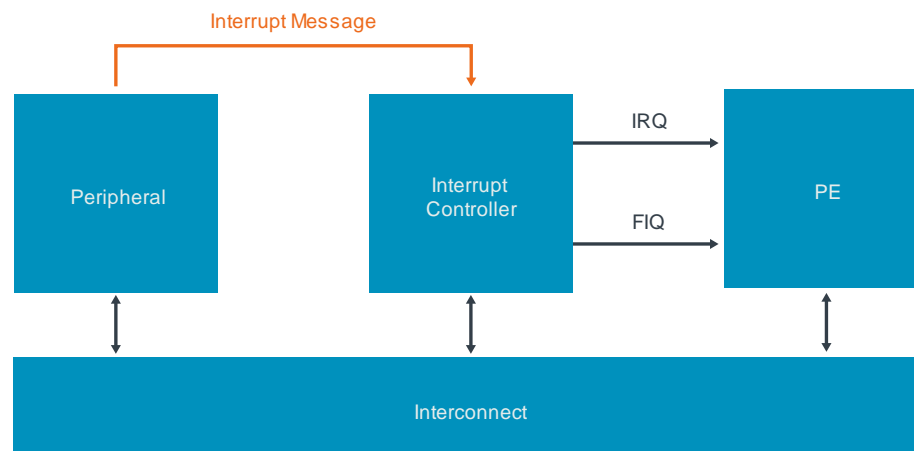 Interrupt Message
IRQ
Peripheral
Interrupt
Controller
PE
FIQ
Interconnect